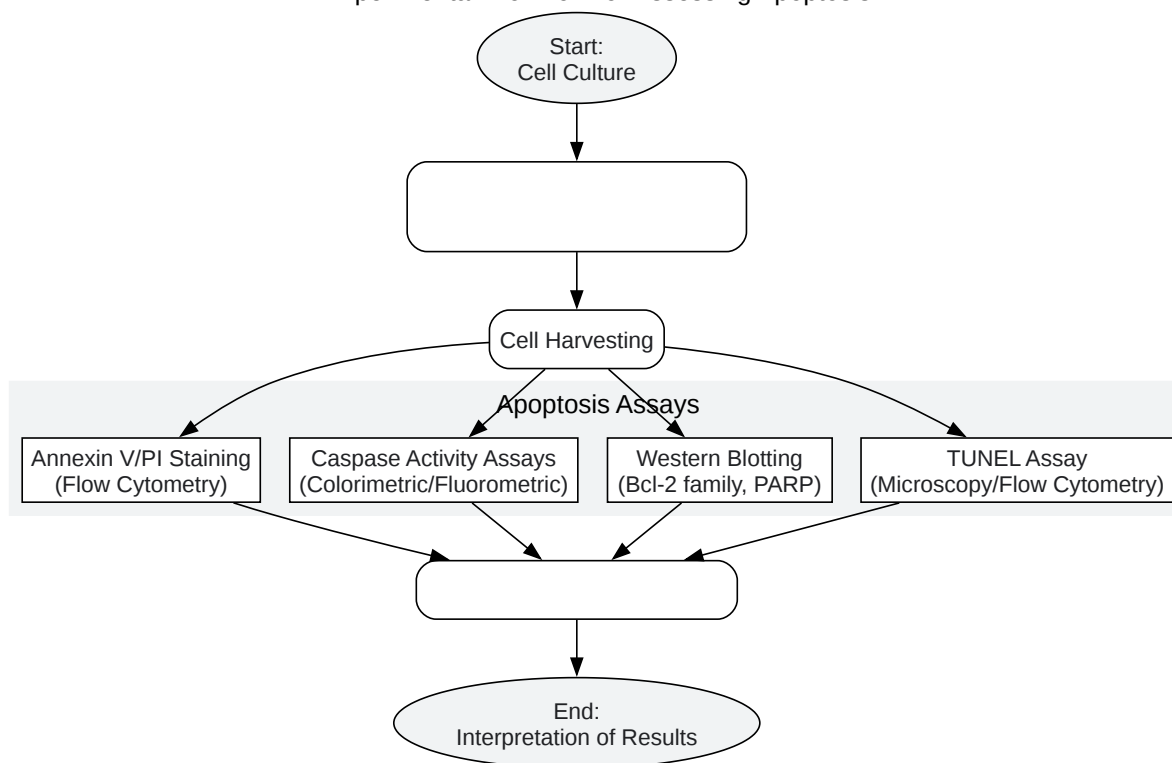 Start:
Cell Culture
Cell Harvesting
Apoptosis Assays
Annexin V/PI Staining
(Flow Cytometry)
Caspase Activity Assays
(Colorimetric/Fluorometric)
Western Blotting
(Bcl-2 family, PARP)
TUNEL Assay
(Microscopy/Flow Cytometry)
End:
Interpretation of Results